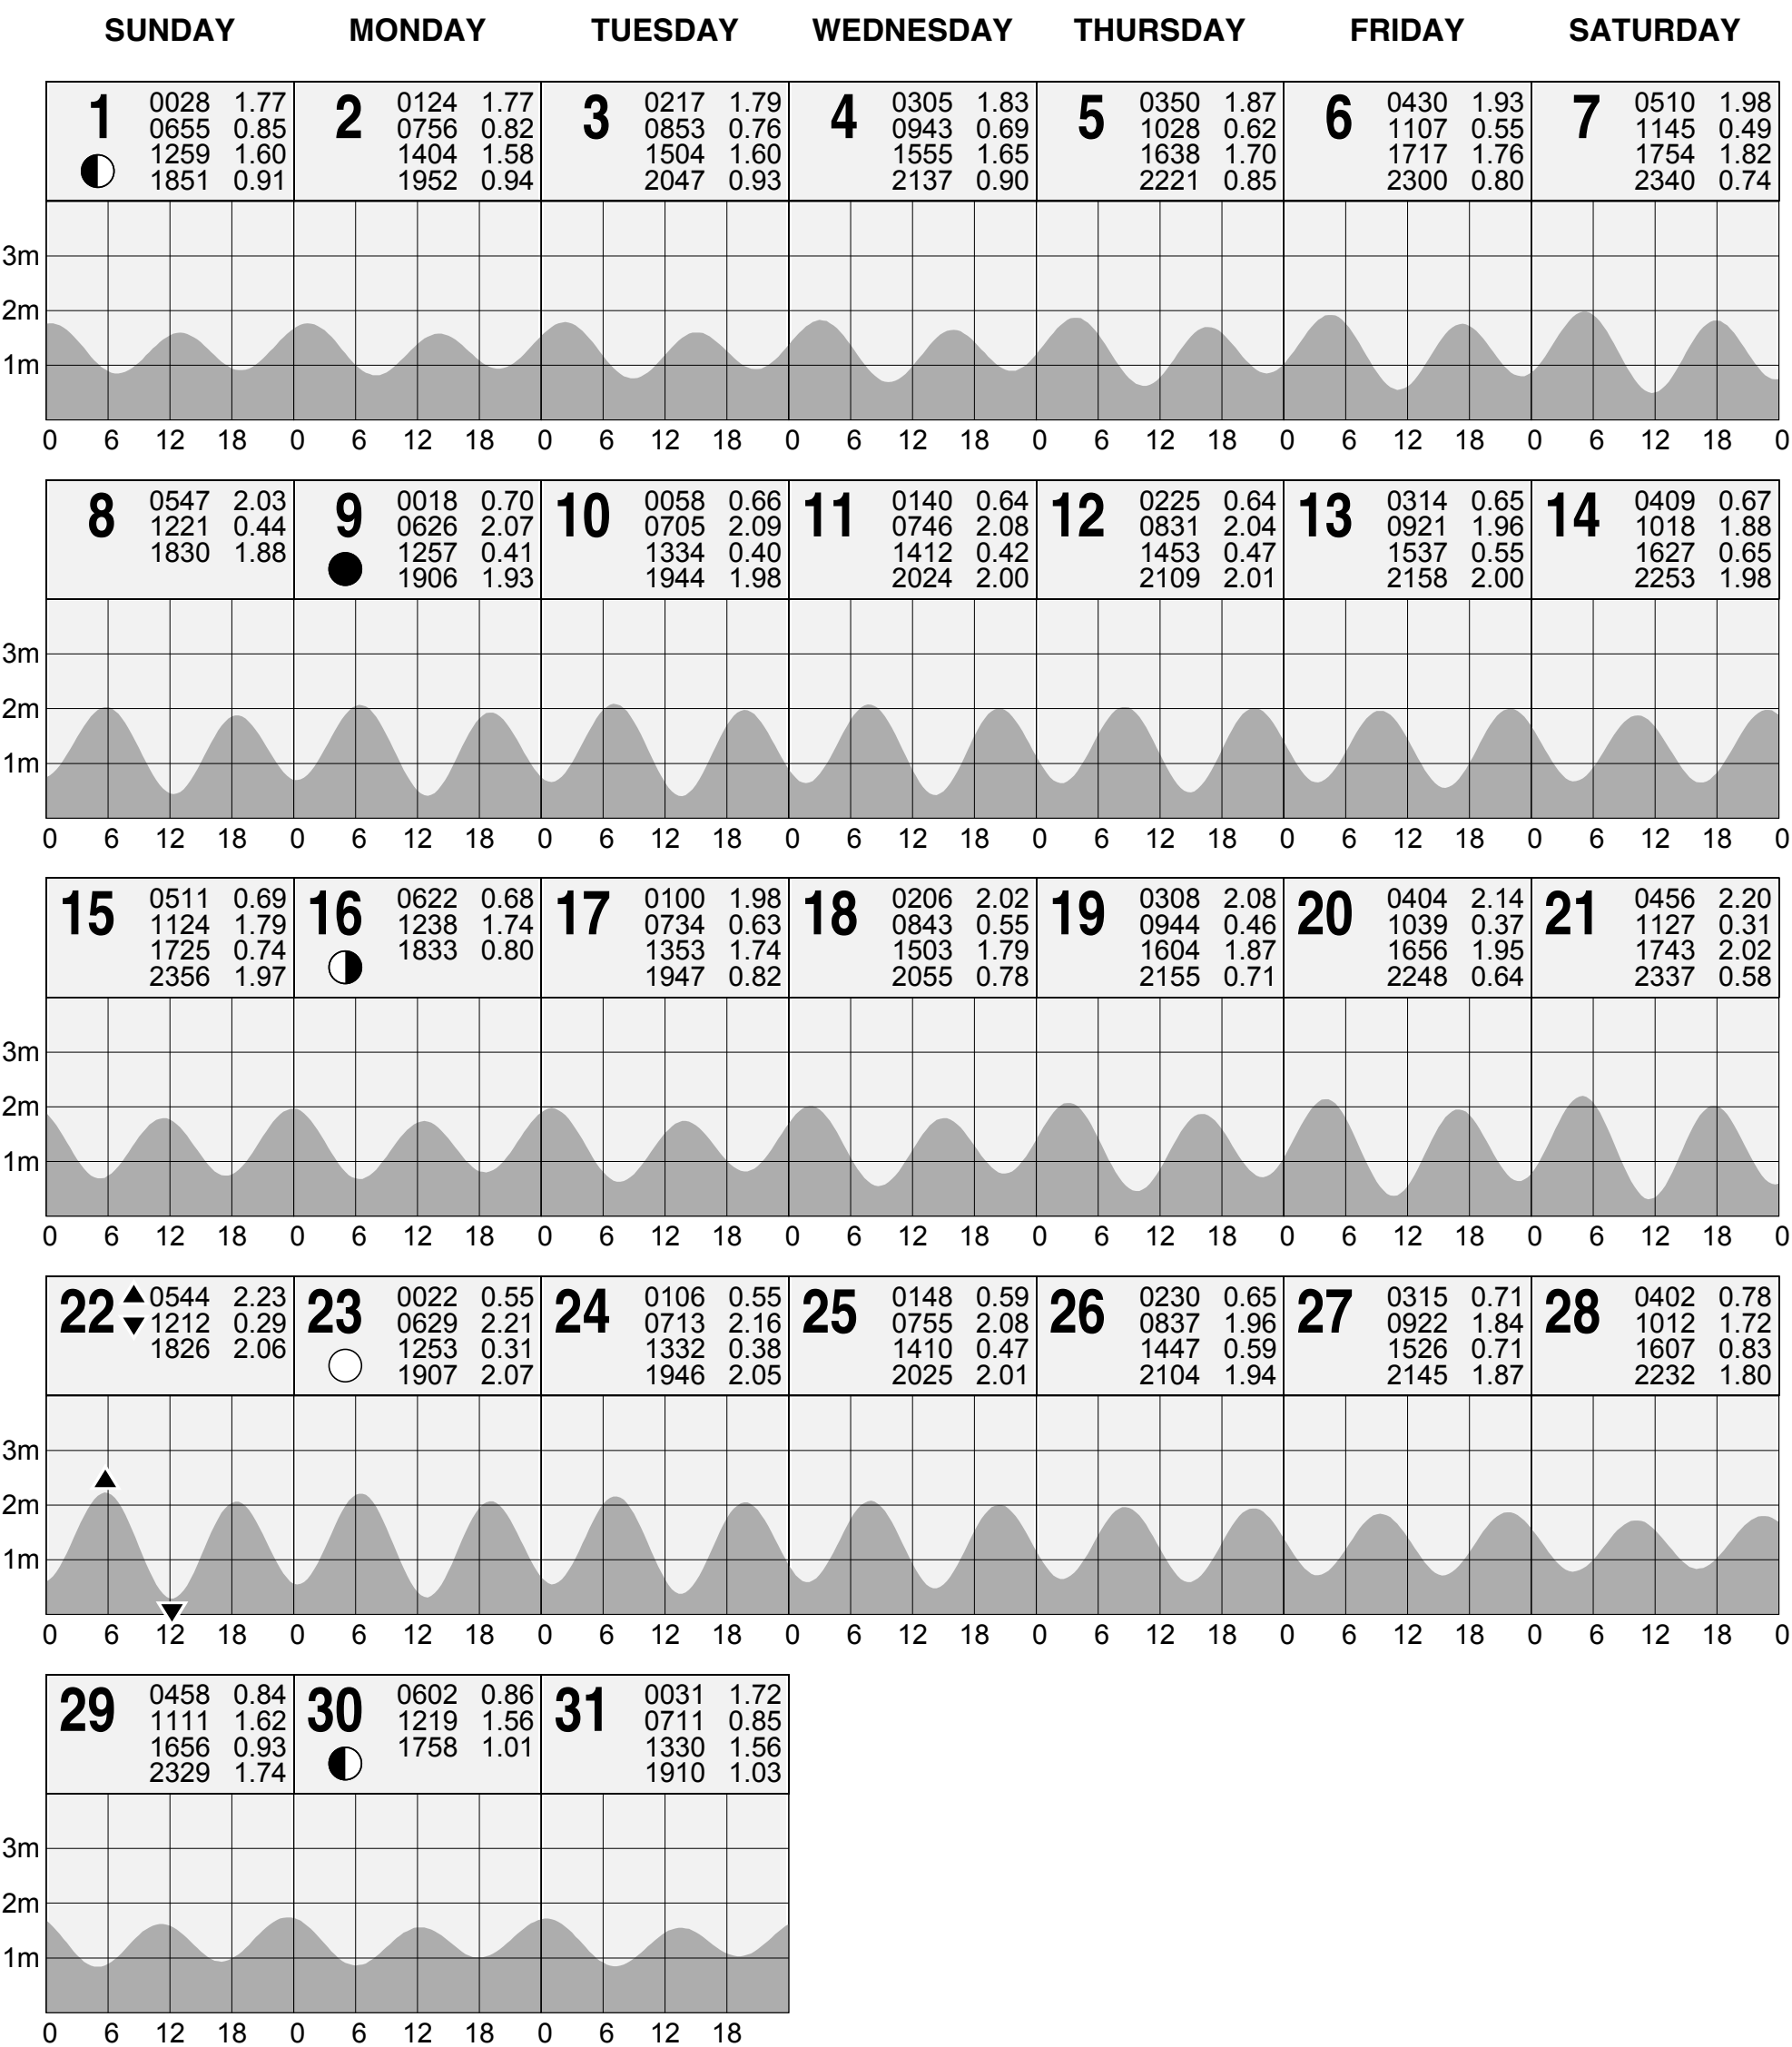 SUNDAY MONDAY TUESDAY WEDNESDAY THURSDAY FRIDAY SATURDAY
1 0028 1.77
0655 0.85
1259 1.60
1851 0.91
2 0124 1.77
0756 0.82
1404 1.58
1952 0.94
3 0217 1.79
0853 0.76
1504 1.60
2047 0.93
4 0305 1.83
0943 0.69
1555 1.65
2137 0.90
5 0350 1.87
1028 0.62
1638 1.70
2221 0.85
6 0430 1.93
1107 0.55
1717 1.76
2300 0.80
7 0510 1.98
1145 0.49
1754 1.82
2340 0.74
3m
2m
1m
0 6 12 18 0 6 12 18 0 6 12 18 0 6 12 18 0 6 12 18 0 6 12 18 0 6 12 18 0
8 0547 2.03
1221 0.44
1830 1.88
9 0018 0.70
0626 2.07
1257 0.41
1906 1.93
10 0058 0.66
0705 2.09
1334 0.40
1944 1.98
11 0140 0.64
0746 2.08
1412 0.42
2024 2.00
12 0225 0.64
0831 2.04
1453 0.47
2109 2.01
13 0314 0.65
0921 1.96
1537 0.55
2158 2.00
14 0409 0.67
1018 1.88
1627 0.65
2253 1.98
3m
2m
1m
0 6 12 18 0 6 12 18 0 6 12 18 0 6 12 18 0 6 12 18 0 6 12 18 0 6 12 18 0
15 0511 0.69
1124 1.79
1725 0.74
2356 1.97
16 0622 0.68
1238 1.74
1833 0.80
17 0100 1.98
0734 0.63
1353 1.74
1947 0.82
18 0206 2.02
0843 0.55
1503 1.79
2055 0.78
19 0308 2.08
0944 0.46
1604 1.87
2155 0.71
20 0404 2.14
1039 0.37
1656 1.95
2248 0.64
21 0456 2.20
1127 0.31
1743 2.02
2337 0.58
3m
2m
1m
0 6 12 18 0 6 12 18 0 6 12 18 0 6 12 18 0 6 12 18 0 6 12 18 0 6 12 18 0
22 0544 2.23
1212 0.29
1826 2.06
23 0022 0.55
0629 2.21
1253 0.31
1907 2.07
24 0106 0.55
0713 2.16
1332 0.38
1946 2.05
25 0148 0.59
0755 2.08
1410 0.47
2025 2.01
26 0230 0.65
0837 1.96
1447 0.59
2104 1.94
27 0315 0.71
0922 1.84
1526 0.71
2145 1.87
28 0402 0.78
1012 1.72
1607 0.83
2232 1.80
3m
2m
1m
0 6 12 18 0 6 12 18 0 6 12 18 0 6 12 18 0 6 12 18 0 6 12 18 0 6 12 18 0
29 0458 0.84
1111 1.62
1656 0.93
2329 1.74
30 0602 0.86
1219 1.56
1758 1.01
31 0031 1.72
0711 0.85
1330 1.56
1910 1.03
3m
2m
1m
0 6 12 18 0 6 12 18 0 6 12 18